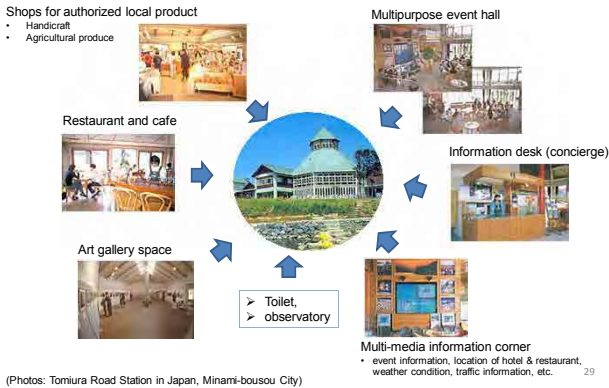 Shops for authorized local product
• Handicraft
• Agricultural produce
Multipurpose event hall
Restaurant and cafe
Information desk (concierge)
Art gallery space
➢ Toilet,
➢ observatory
Multi-media information corner
• event information, location of hotel & restaurant,
weather condition, traffic information, etc.
29
(Photos: Tomiura Road Station in Japan, Minami-bousou City)